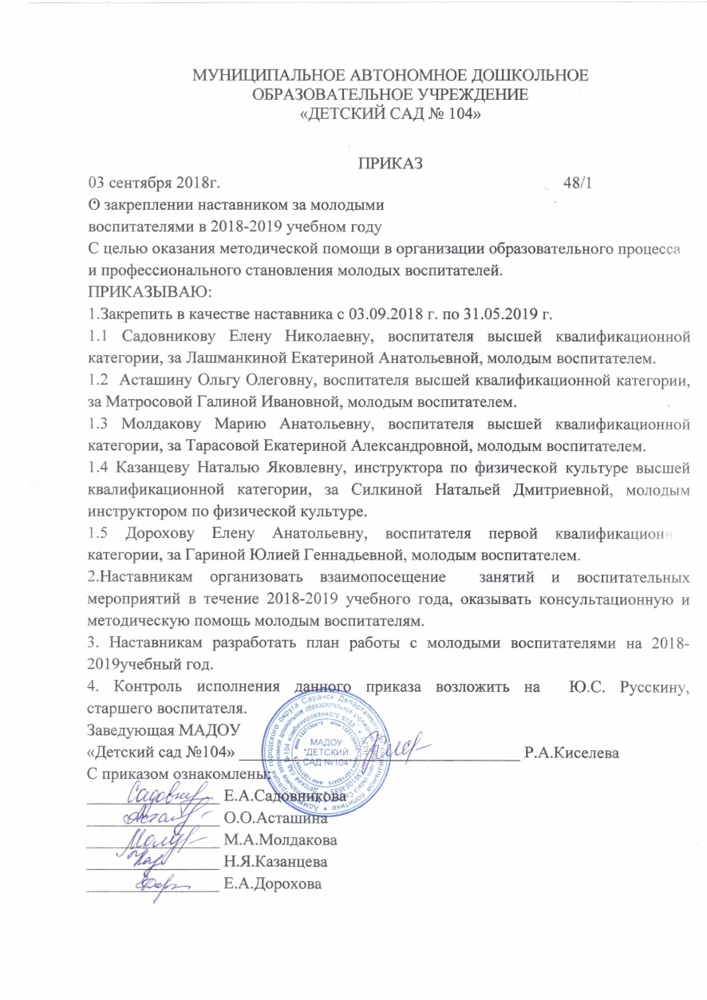 МУНИЦИПАЛЬНОЕ АВТОНОМНОЕ ДОШКОЛЬНОЕ
ОБРАЗОВАТЕЛЬНОЕ УЧРЕЖДЕНИЕ
«ДЕТСКИЙ САД № 104»
ПРИКАЗ
03 сентября 2018г. 48/1
О закреплении наставником за молодыми
воспитателями в 2018-2019 учебном году
С целью оказания методической помощи в организации образовательного процесса
и профессионального становления молодых воспитателей.
ПРИКАЗЫВАЮ:
1.Закрепить в качестве наставника с 03.09.2018 г. по 31.05.2019 г.
1.1 Садовникову Елену Николаевну, воспитателя высшей квалификационной
категории, за Лашманкиной Екатериной Анатольевной, молодым воспитателем.
1.2 Асташину Ольгу Олеговну, воспитателя высшей квалификационной категории,
за Матросовой Галиной Ивановной, молодым воспитателем.
1.3 Молдакову Марию Анатольевну, воспитателя высшей квалификационной
категории, за Тарасовой Екатериной Александровной, молодым воспитателем.
1.4 Казанцеву Наталью Яковлевну, инструктора по физической культуре высшей
квалификационной категории, за Силкиной Натальей Дмитриевной, молодым
инструктором по физической культуре.
1.5 Дорохову Елену Анатольевну, воспитателя первой квалификационн
категории, за Гариной Юлией Геннадьевной, молодым воспитателем.
2.Наставникам организовать взаимопосещение занятий и воспитательных
мероприятий в течение 2018-2019 учебного года, оказывать консультационную и
методическую помощь молодым воспитателям.
3. Наставникам разработать план работы с молодыми воспитателями на 2018-
2019учебный год.
4. Контроль исполнения данного приказа возложить на Ю.С. Русскину,
старшего воспитателя.
Заведующая МАДОУ
«Детский сад №104» Р.А.Киселева
МАДОУ
"ДЕТСКИЙ
САД №104
С приказом ознакомлены:
Е.А.Садовникова
О.О.Асташина
М.А.Молдакова
Н.Я.Казанцева
Е.А.Дорохова